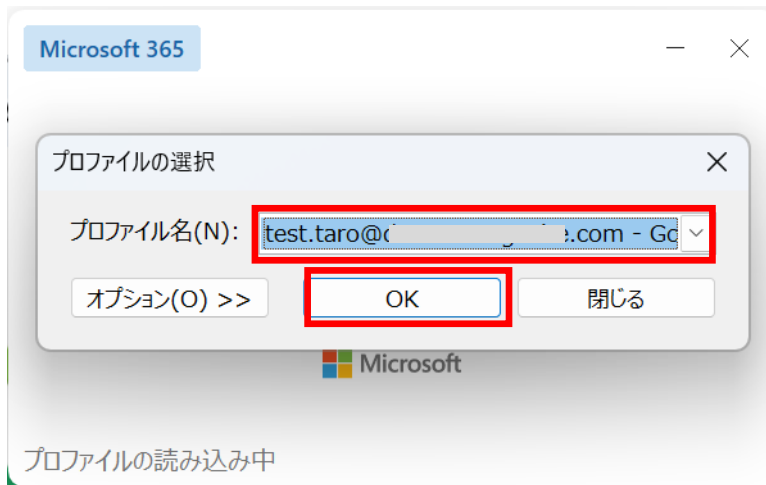 Microsoft 365
プロファイルの選択
プロファイル名(N): test.taro@ .com - Go
オプション(O) >> OK 閉じる
Microsoft
プロファイルの読み込み中